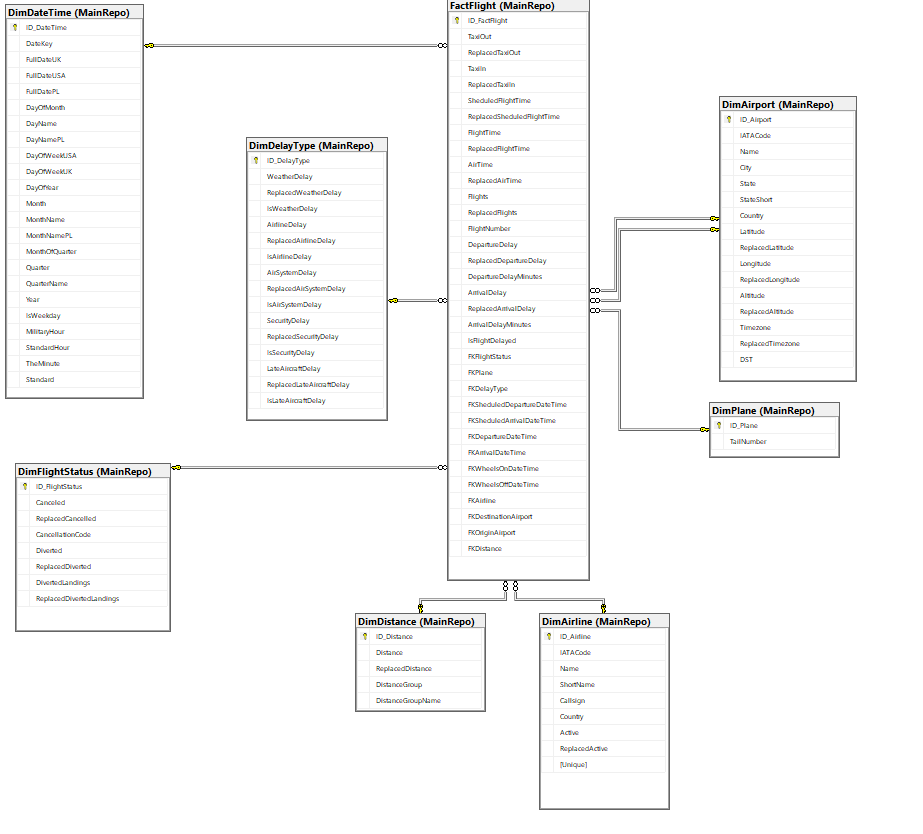 DimDateTime (MainRepo)
ID_DateTime
DateKey
FullDateUK
FullDateUSA
FullDatePL
DayOfMonth
DayName
DayNamePL
DayOfWeekUSA
DayOfWeekUK
DayOfYear
Month
MonthName
MonthNamePL
MonthOfQuarter
Quarter
QuarterName
Year
IsWeekday
MilitaryHour
StandardHour
TheMinute
Standard
DimDelayType (MainRepo)
ID_DelayType
WeatherDelay
ReplacedWeatherDelay
IsWeatherDelay
AirlineDelay
ReplacedAirlineDelay
IsAirlineDelay
AirSystemDelay
ReplacedAirSystemDelay
IsAirSystemDelay
SecurityDelay
ReplacedSecurityDelay
IsSecurityDelay
LateAircraftDelay
ReplacedLateAircraftDelay
IsLateAircraftDelay
FactFlight (MainRepo)
ID_FactFlight
TaxiOut
ReplacedTaxiOut
TaxiIn
ReplacedTaxiIn
SheduledFlightTime
ReplacedSheduledFlightTime
FlightTime
ReplacedFlightTime
AirTime
ReplacedAirTime
Flights
ReplacedFlights
FlightNumber
DepartureDelay
ReplacedDepartureDelay
DepartureDelayMinutes
ArrivalDelay
ReplacedArrivalDelay
ArrivalDelayMinutes
IsFlightDelayed
FKFlightStatus
FKPlane
FKDelayType
FKSheduledDepartureDateTime
FKSheduledArrivalDateTime
FKDepartureDateTime
FKArrivalDateTime
FKWheelsOnDateTime
FKWheelsOffDateTime
FKAirline
FKDestinationAirport
FKOriginAirport
FKDistance
DimAirport (MainRepo)
ID_Airport
IATACode
Name
City
State
StateShort
Country
Latitude
ReplacedLatitude
Longitude
ReplacedLongitude
Altitude
ReplacedAltitude
Timezone
ReplacedTimezone
DST
DimPlane (MainRepo)
ID_Plane
TailNumber
DimFlightStatus (MainRepo)
ID_FlightStatus
Canceled
ReplacedCancelled
CancellationCode
Diverted
ReplacedDiverted
DivertedLandings
ReplacedDivertedLandings
DimDistance (MainRepo)
ID_Distance
Distance
ReplacedDistance
DistanceGroup
DistanceGroupName
DimAirline (MainRepo)
ID_Airline
IATACode
Name
ShortName
Callsign
Country
Active
ReplacedActive
[Unique]